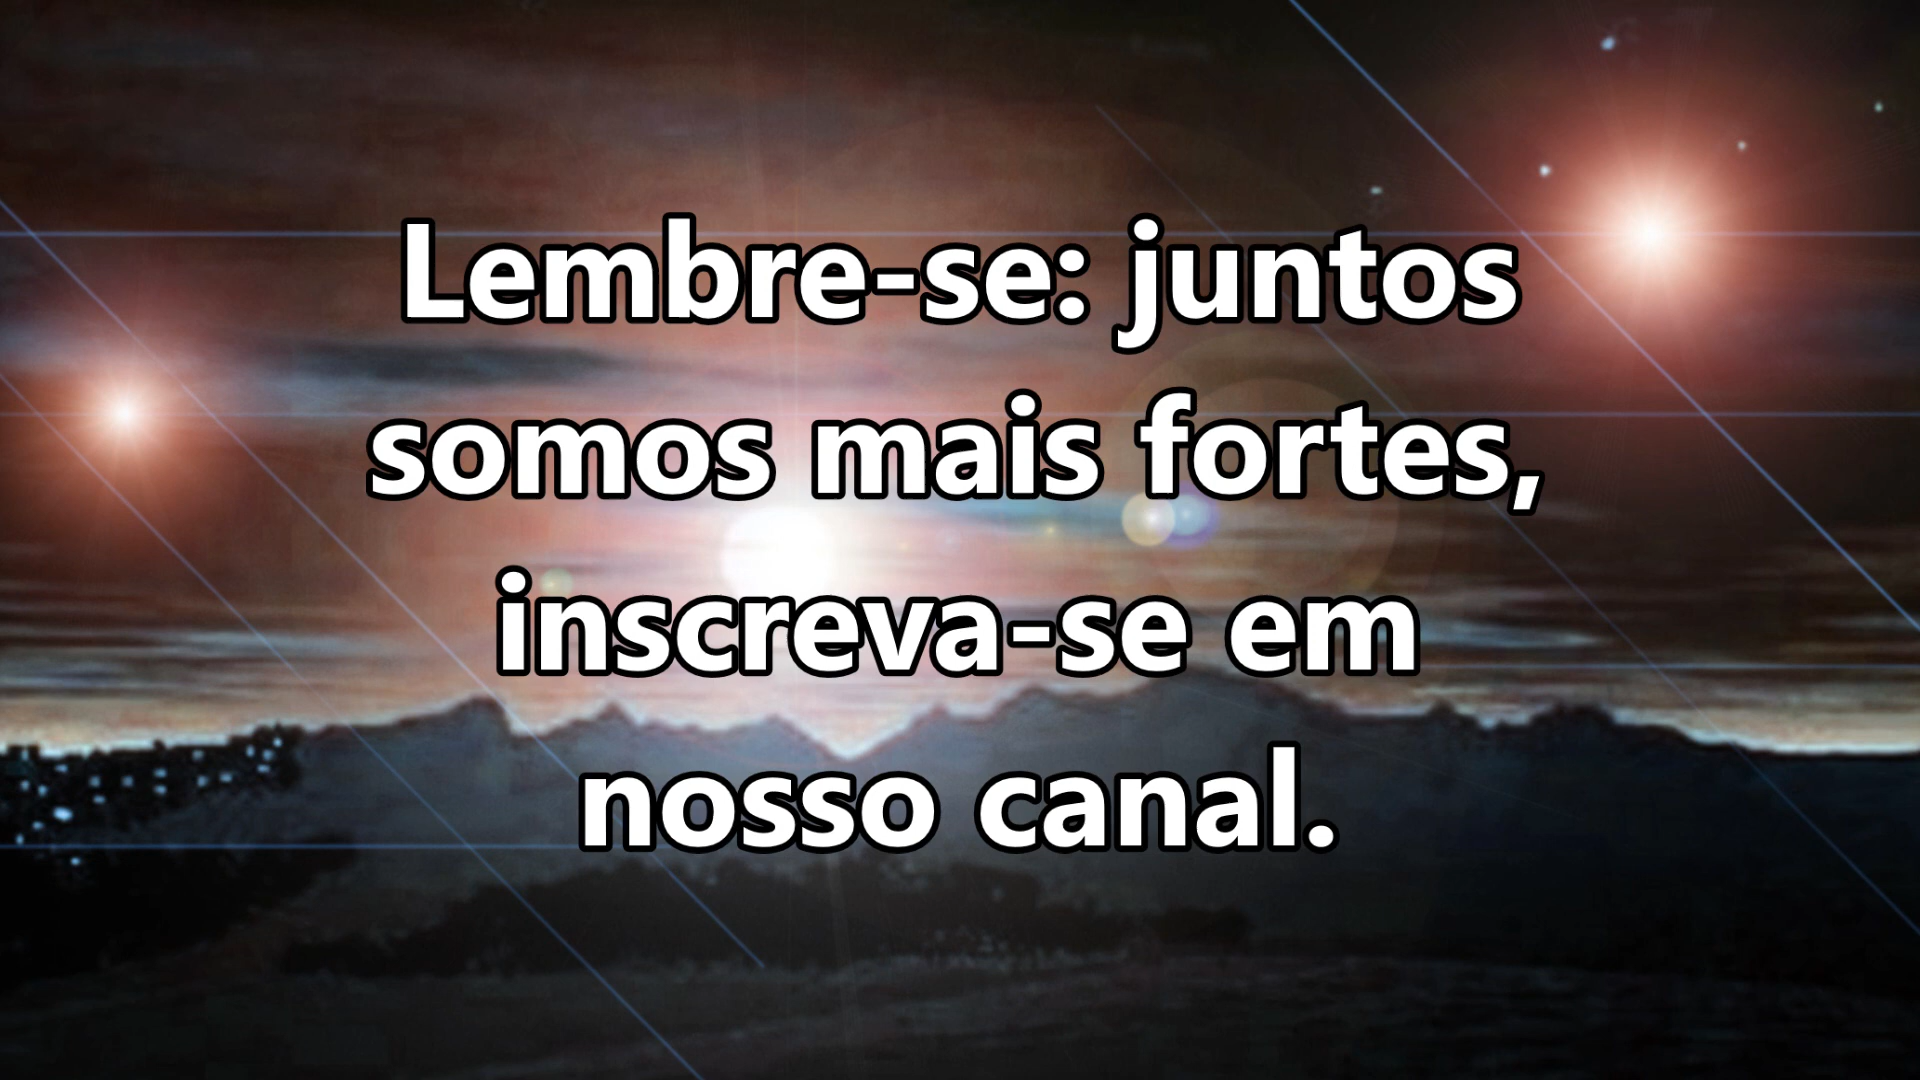 Lembre-se: juntos
somos mais fortes,
inscreva-se em
nosso canal.